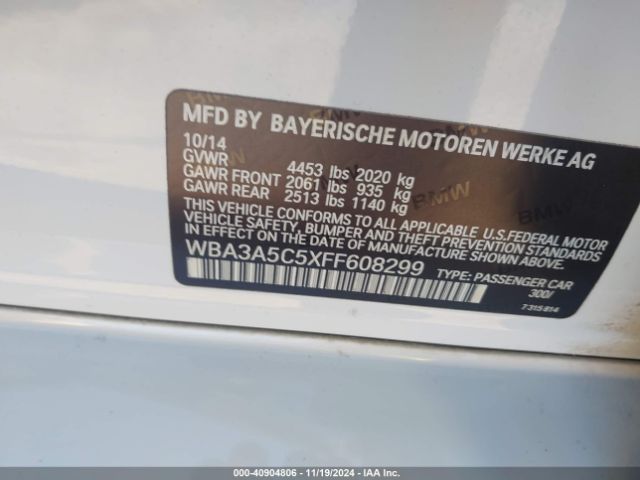 MFD BY BAYERISCHE MOTOREN WERKE AG
10/14
GVWR 4453 lbs 2020 kg
GAWR FRONT 2061 lbs 935 kg
GAWR REAR 2513 lbs 1140 kg
THIS VEHICLE CONFORMS TO ALL APPLICABLE U.S.FEDERAL MOTOR
VEHICLE SAFETY, BUMPER AND THEFT PREVENTION STANDARDS
IN EFFECT ON THE DATE OF MANUFACTURE SHOWN ABOVE.
WBA3A5C5XFF608299 TYPE: PASSENGER CAR
300/
7315814
BMW
BMW
BMW
000-40904806 - 11/19/2024 - IAA Inc.